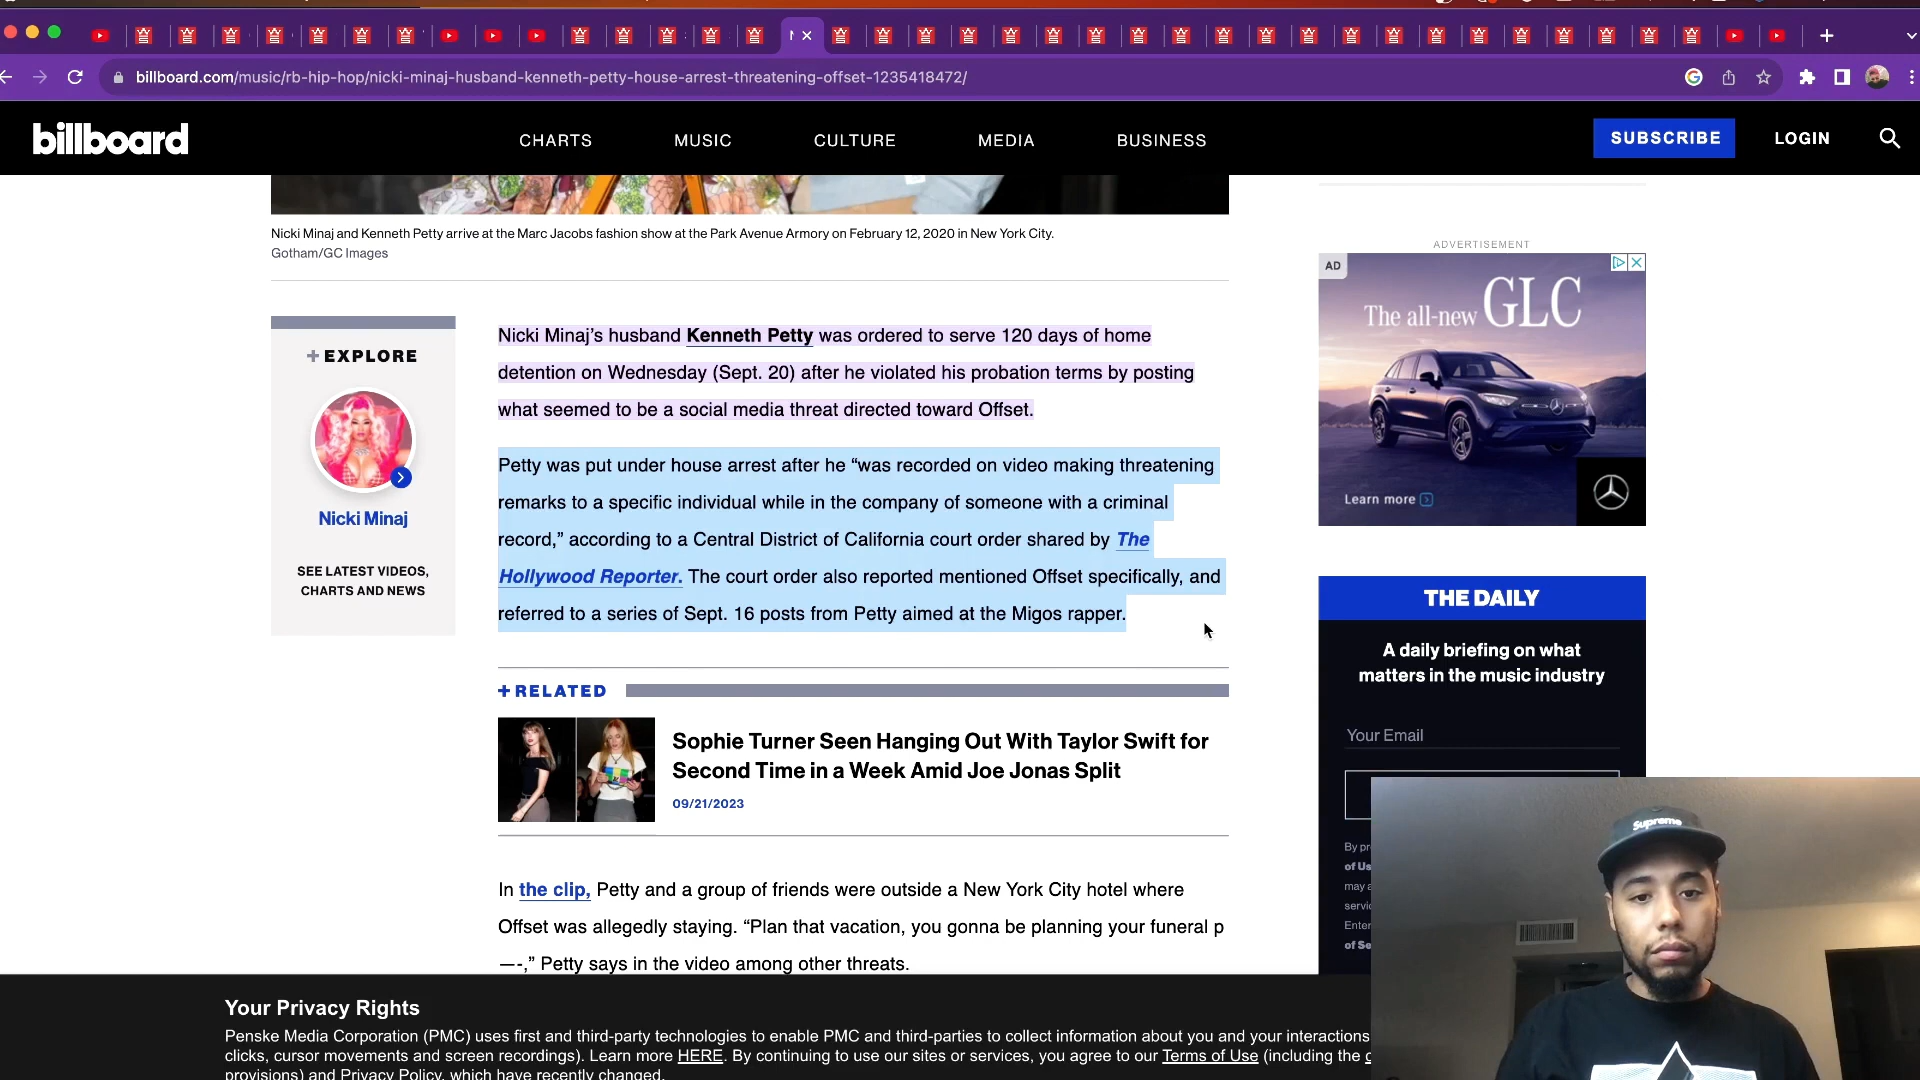 billboard.com/music/rb-hip-hop/nicki-minaj-husband-kenneth-petty-house-arrest-threatening-offset-1235418472/
billboard
CHARTS
MUSIC
CULTURE
MEDIA
BUSINESS
SUBSCRIBE
LOGIN
Nicki Minaj and Kenneth Petty arrive at the Marc Jacobs fashion show at the Park Avenue Armory on February 12, 2020 in New York City.
Gotham/GC Images
+ EXPLORE
Nicki Minaj
SEE LATEST VIDEOS,
CHARTS AND NEWS
Nicki Minaj’s husband Kenneth Petty was ordered to serve 120 days of home
detention on Wednesday (Sept. 20) after he violated his probation terms by posting
what seemed to be a social media threat directed toward Offset.
Petty was put under house arrest after he “was recorded on video making threatening
remarks to a specific individual while in the company of someone with a criminal
record,” according to a Central District of California court order shared by The
Hollywood Reporter. The court order also reported mentioned Offset specifically, and
referred to a series of Sept. 16 posts from Petty aimed at the Migos rapper.
+ RELATED
Sophie Turner Seen Hanging Out With Taylor Swift for
Second Time in a Week Amid Joe Jonas Split
09/21/2023
In the clip, Petty and a group of friends were outside a New York City hotel where
Offset was allegedly staying. “Plan that vacation, you gonna be planning your funeral p
—-,” Petty says in the video among other threats.
ADVERTISEMENT
AD
The all-new GLC
Learn more
THE DAILY
A daily briefing on what
matters in the music industry
Your Email
By
of Us
may
Enter
of Se
Supreme
Your Privacy Rights
Penske Media Corporation (PMC) uses first and third-party technologies to enable PMC and third-parties to collect information about you and your interactions
clicks, cursor movements and screen recordings). Learn more HERE. By continuing to use our sites or services, you agree to our Terms of Use (including the
provisions) and Privacy Policy, which have recently changed.